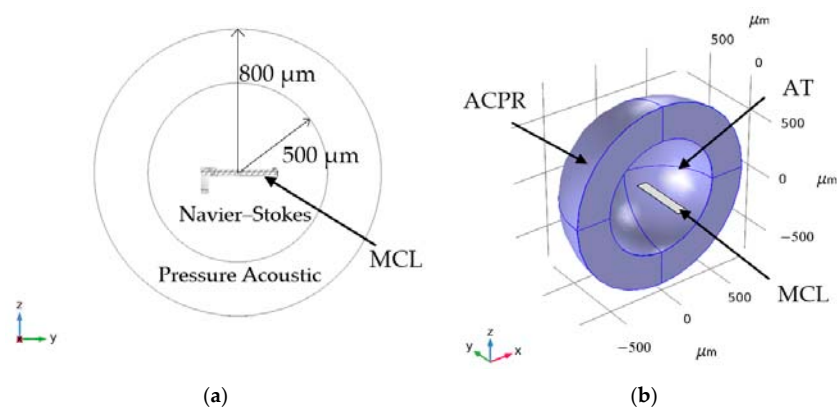 800 μm
500 μm
Navier–Stokes
MCL
Pressure Acoustic
z
y
(a)
μm
500
0
μm
ACPR
AT
500
0
μm
−500
500
MCL
0
−500
μm
z
y
x
(b)